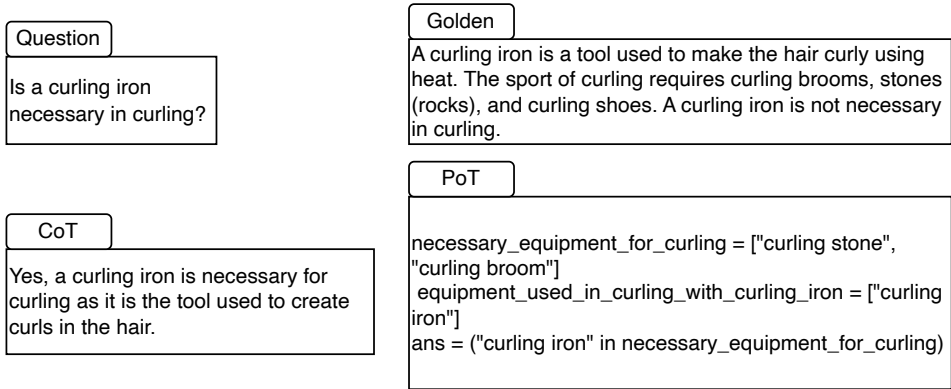 Question
Is a curling iron
necessary in curling?
Golden
A curling iron is a tool used to make the hair curly using
heat. The sport of curling requires curling brooms, stones
(rocks), and curling shoes. A curling iron is not necessary
in curling.
CoT
Yes, a curling iron is necessary for
curling as it is the tool used to create
curls in the hair.
PoT
necessary_equipment_for_curling = ["curling stone",
"curling broom"]
equipment_used_in_curling_with_curling_iron = ["curling
iron"]
ans = ("curling iron" in necessary_equipment_for_curling)